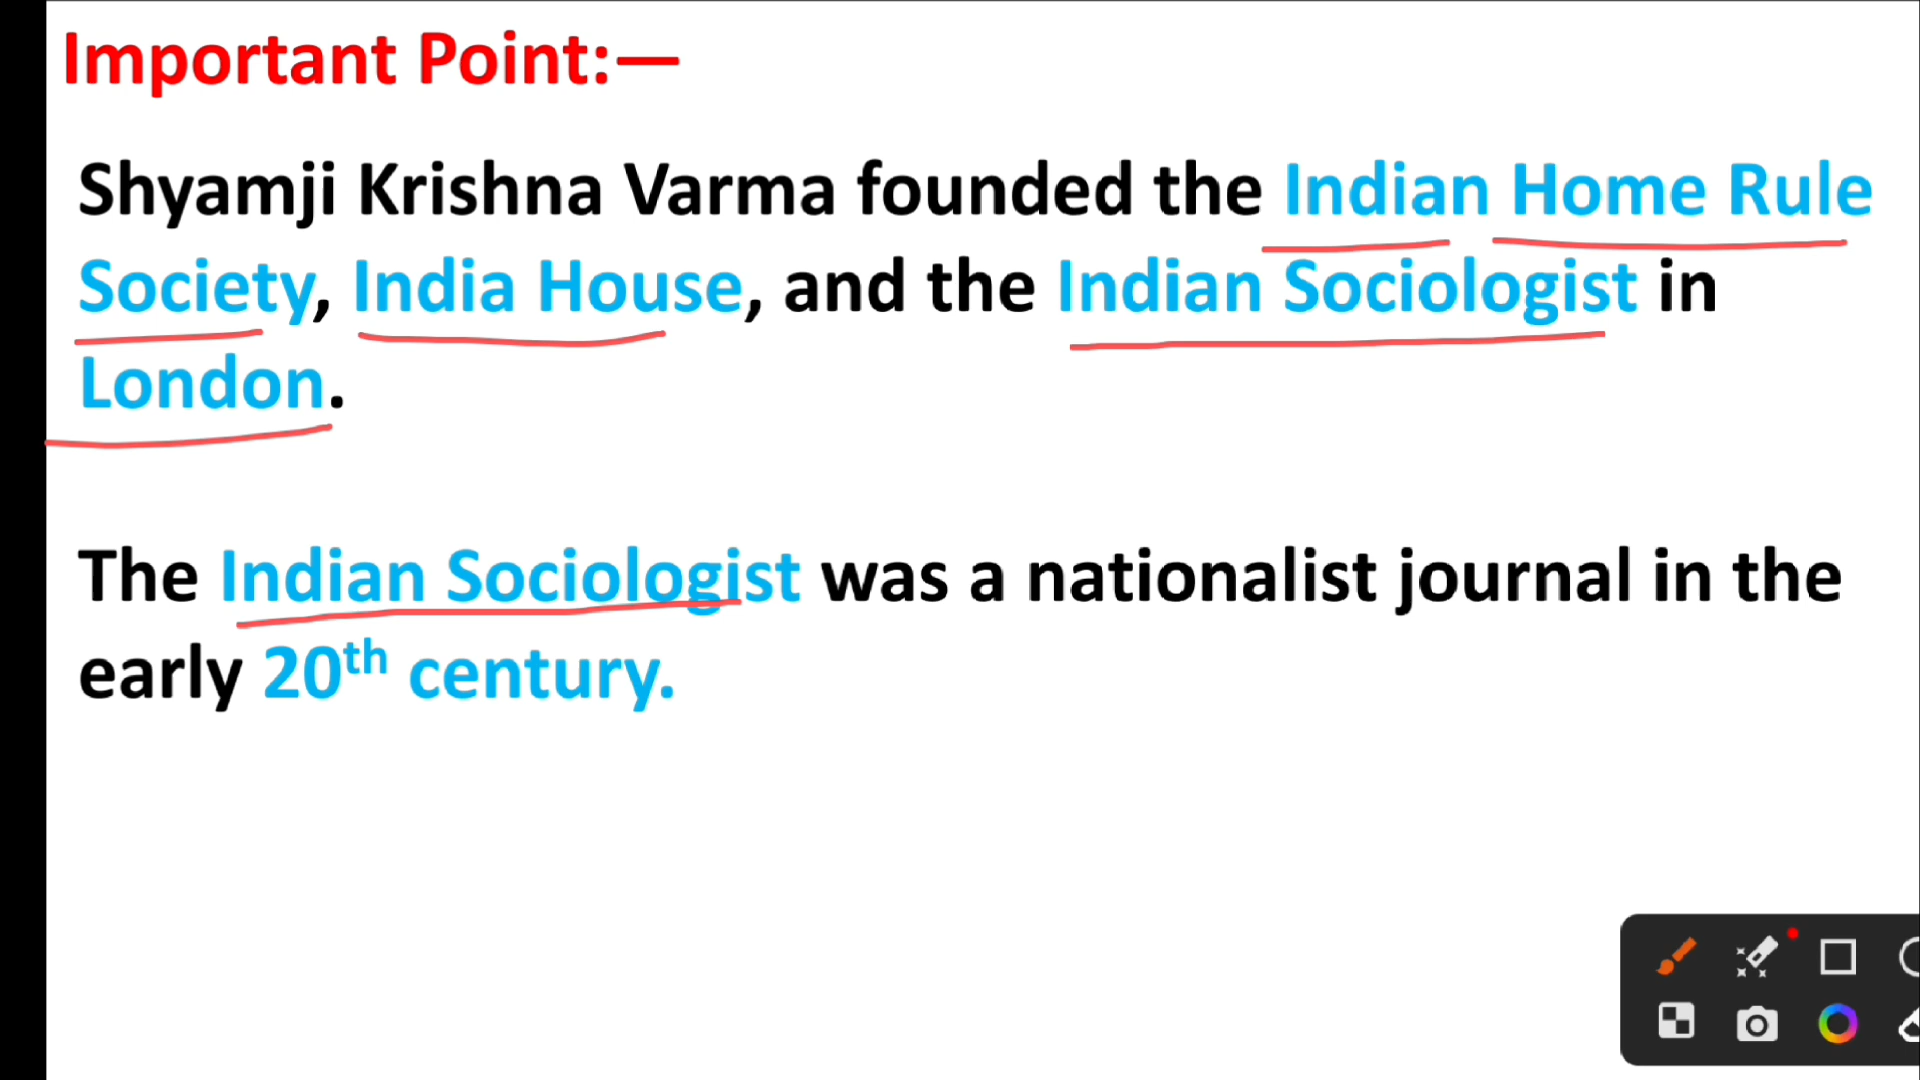 Important Point:—
Shyamji Krishna Varma founded the Indian Home Rule
Society, India House, and the Indian Sociologist in
London.
The Indian Sociologist was a nationalist journal in the
early 20th century.